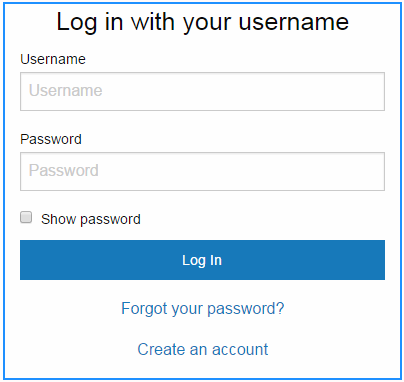 Log in with your username
Username
Username
Password
Password
Show password
Log In
Forgot your password?
Create an account